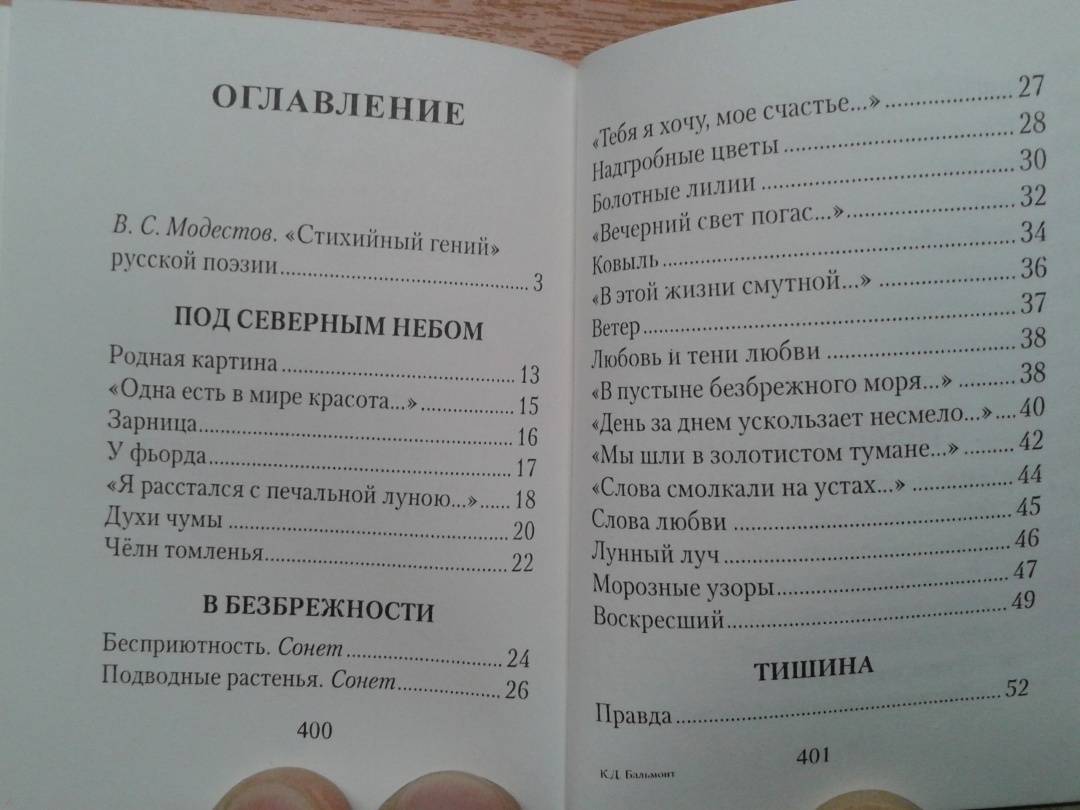 ОГЛАВЛЕНИЕ
В. С. Модестов. «Стихийный гений»
русской поэзии.......................................... 3
ПОД СЕВЕРНЫМ НЕБОМ
Родная картина ....................................... 13
«Одна есть в мире красота...» ................ 15
Зарница..................................................... 16
У фьорда................................................... 17
«Я расстался с печальной луною...» ...... 18
Духи чумы ................................................ 20
Чёлн томленья.......................................... 22
В БЕЗБРЕЖНОСТИ
Бесприютность. Сонет ........................... 24
Подводные растенья. Сонет.................. 26
400
«Тебя я хочу, мое счастье...» .................. 27
Надгробные цветы .................................. 28
Болотные лилии ...................................... 30
«Вечерний свет погас...»......................... 32
Ковыль ...................................................... 34
«В этой жизни смутной...» ..................... 36
Ветер.......................................................... 37
Любовь и тени любви ............................. 38
«В пустыне безбрежного моря...» ......... 38
«День за днем ускользает несмело...» .... 40
«Мы шли в золотистом тумане...» ......... 42
«Слова смолкали на устах...» ................ 44
Слова любви ............................................ 45
Лунный луч .............................................. 46
Морозные узоры...................................... 47
Воскресший.............................................. 49
ТИШИНА
Правда ....................................................... 52
К.Д. Бальмонт
401